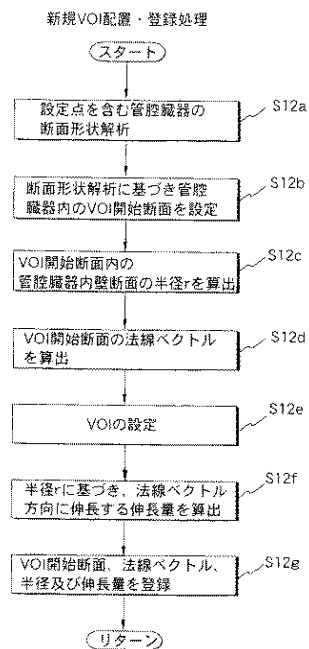 新規VOI配置・登録処理
スタート
設定点を含む管腔臓器の
断面形状解析
S12a
断面形状解析に基づき管腔
臓器内のVOI開始断面を設定
S12b
VOI開始断面内の
管腔臓器内壁断面の半径rを算出
S12c
VOI開始断面の法線ベクトル
を算出
S12d
VOIの設定
S12e
半径rに基づき、法線ベクトル
方向に伸長する伸長量を算出
S12f
VOI開始断面、法線ベクトル、
半径及び伸長量を登録
S12g
リターン